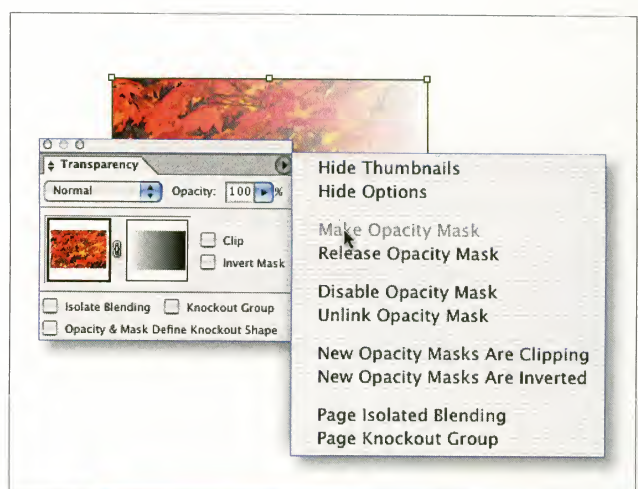 Transparency
Normal
Opacity: 100 %
Clip
Invert Mask
Isolate Blending
Knockout Group
Opacity & Mask Define Knockout Shape
Hide Thumbnails
Hide Options
Make Opacity Mask
Release Opacity Mask
Disable Opacity Mask
Unlink Opacity Mask
New Opacity Masks Are Clipping
New Opacity Masks Are Inverted
Page Isolated Blending
Page Knockout Group